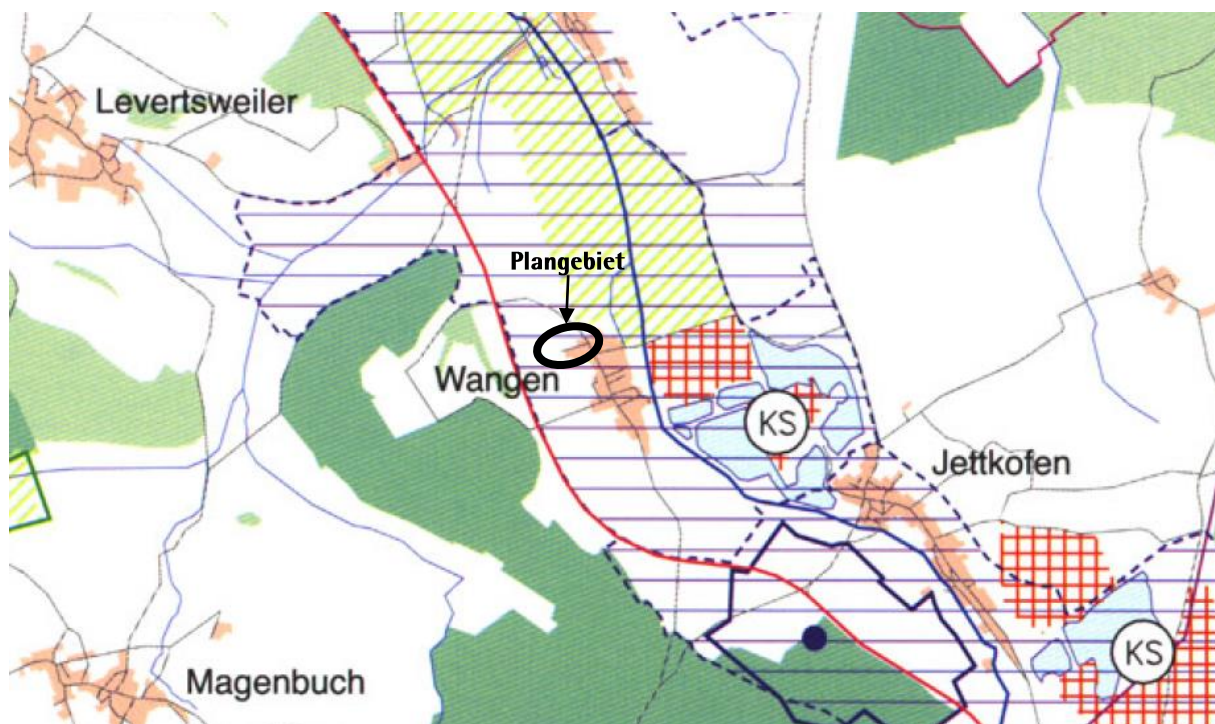 Levertsweiler
Plangebiet
Wangen
KS
Jettkofen
KS
Magenbuch